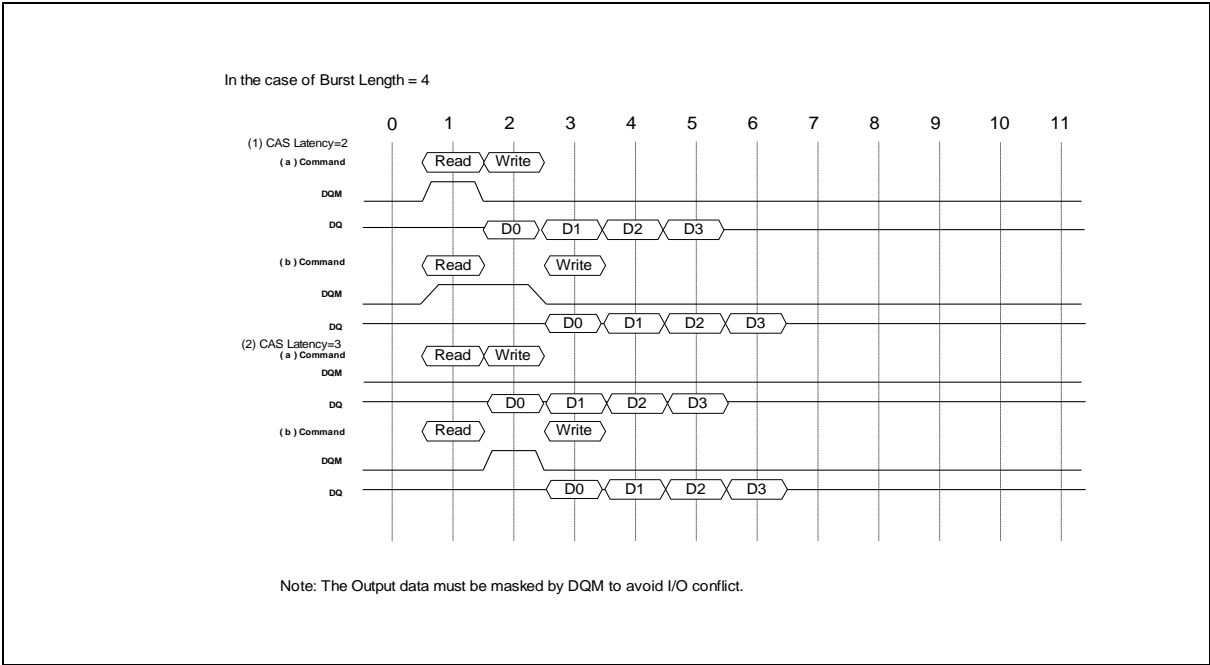 In the case of Burst Length = 4
0 1 2 3 4 5 6 7 8 9 10 11
(1) CAS Latency=2
( a ) Command Read Write
DQM
DQ D0 D1 D2 D3
( b ) Command Read Write
DQM
DQ D0 D1 D2 D3
(2) CAS Latency=3
( a ) Command Read Write
DQM
DQ D0 D1 D2 D3
( b ) Command Read Write
DQM
DQ D0 D1 D2 D3
Note: The Output data must be masked by DQM to avoid I/O conflict.